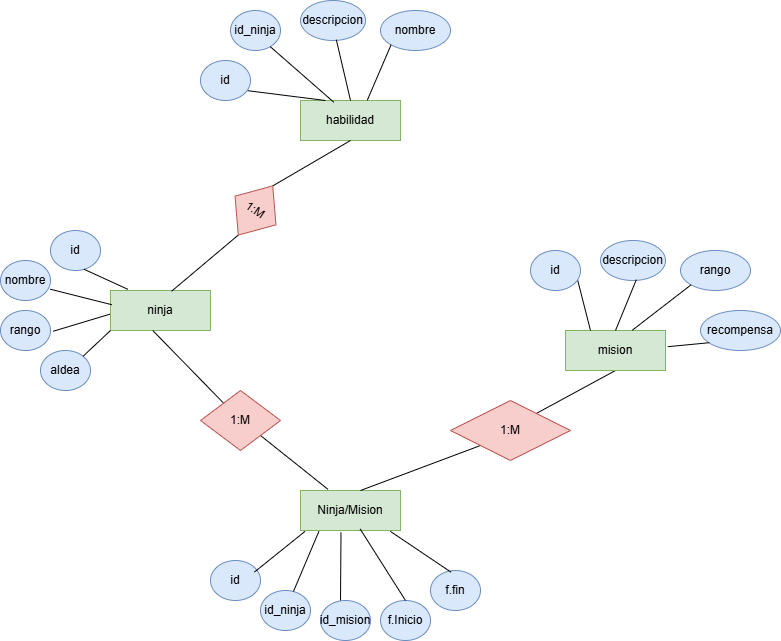 descripcion
id_ninja
nombre
id
habilidad
1:M
id
nombre
ninja
rango
aldea
descripcion
id
rango
recompensa
mision
1:M
1:M
Ninja/Mision
id
id_ninja
id_mision
f.Inicio
f.fin